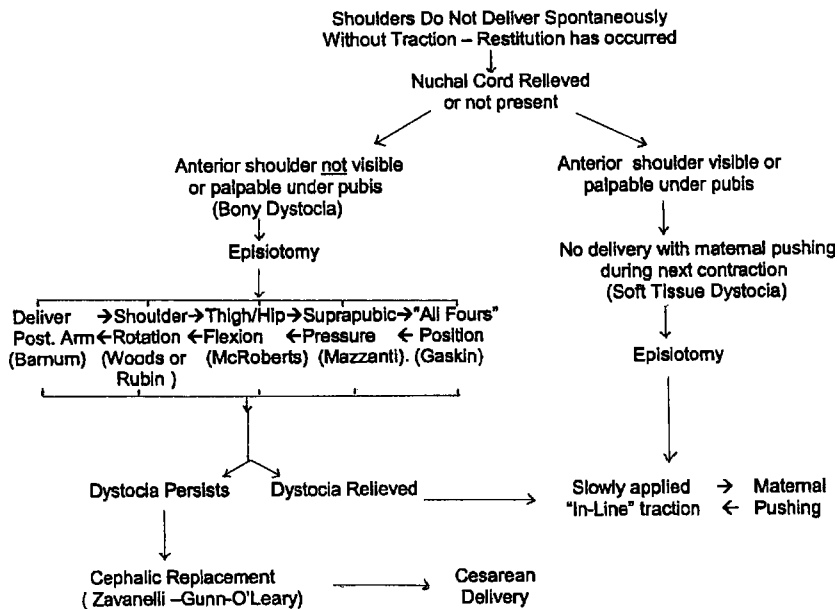 Shoulders Do Not Deliver Spontaneously
Without Traction – Restitution has occurred
Nuchal Cord Relieved
or not present
Anterior shoulder not visible
or palpable under pubis
(Bony Dystocia)
Episiotomy
Anterior shoulder visible or
palpable under pubis
No delivery with maternal pushing
during next contraction
(Soft Tissue Dystocia)
Episiotomy
Deliver →Shoulder→Thigh/Hip→Suprapubic→"All Fours"
Post. Arm ←Rotation ←Flexion ←Pressure ← Position
(Barnum) (Woods or (McRoberts) (Mazzanti). (Gaskin)
Rubin )
Dystocia Persists Dystocia Relieved
Slowly applied → Maternal
"In-Line" traction ← Pushing
Cephalic Replacement
( Zavanelli –Gunn-O'Leary)
Cesarean
Delivery